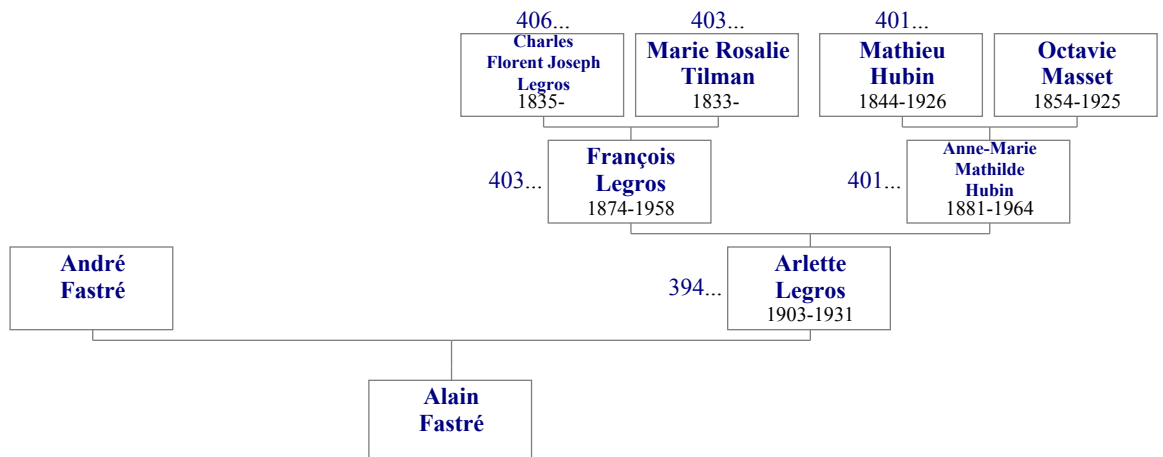 406...
403...
401...
Charles
Florent Joseph
Legros
1835-
Marie Rosalie
Tilman
1833-
Mathieu
Hubin
1844-1926
Octavie
Masset
1854-1925
403...
François
Legros
1874-1958
401...
Anne-Marie
Mathilde
Hubin
1881-1964
André
Fastré
394...
Arlette
Legros
1903-1931
Alain
Fastré